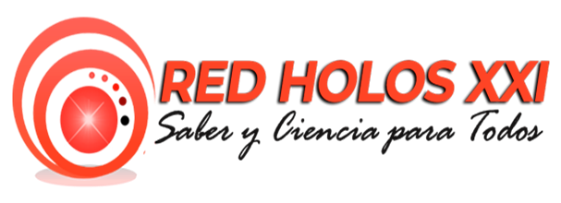 RED HOLOS XXI
Saber y Ciencia para Todos